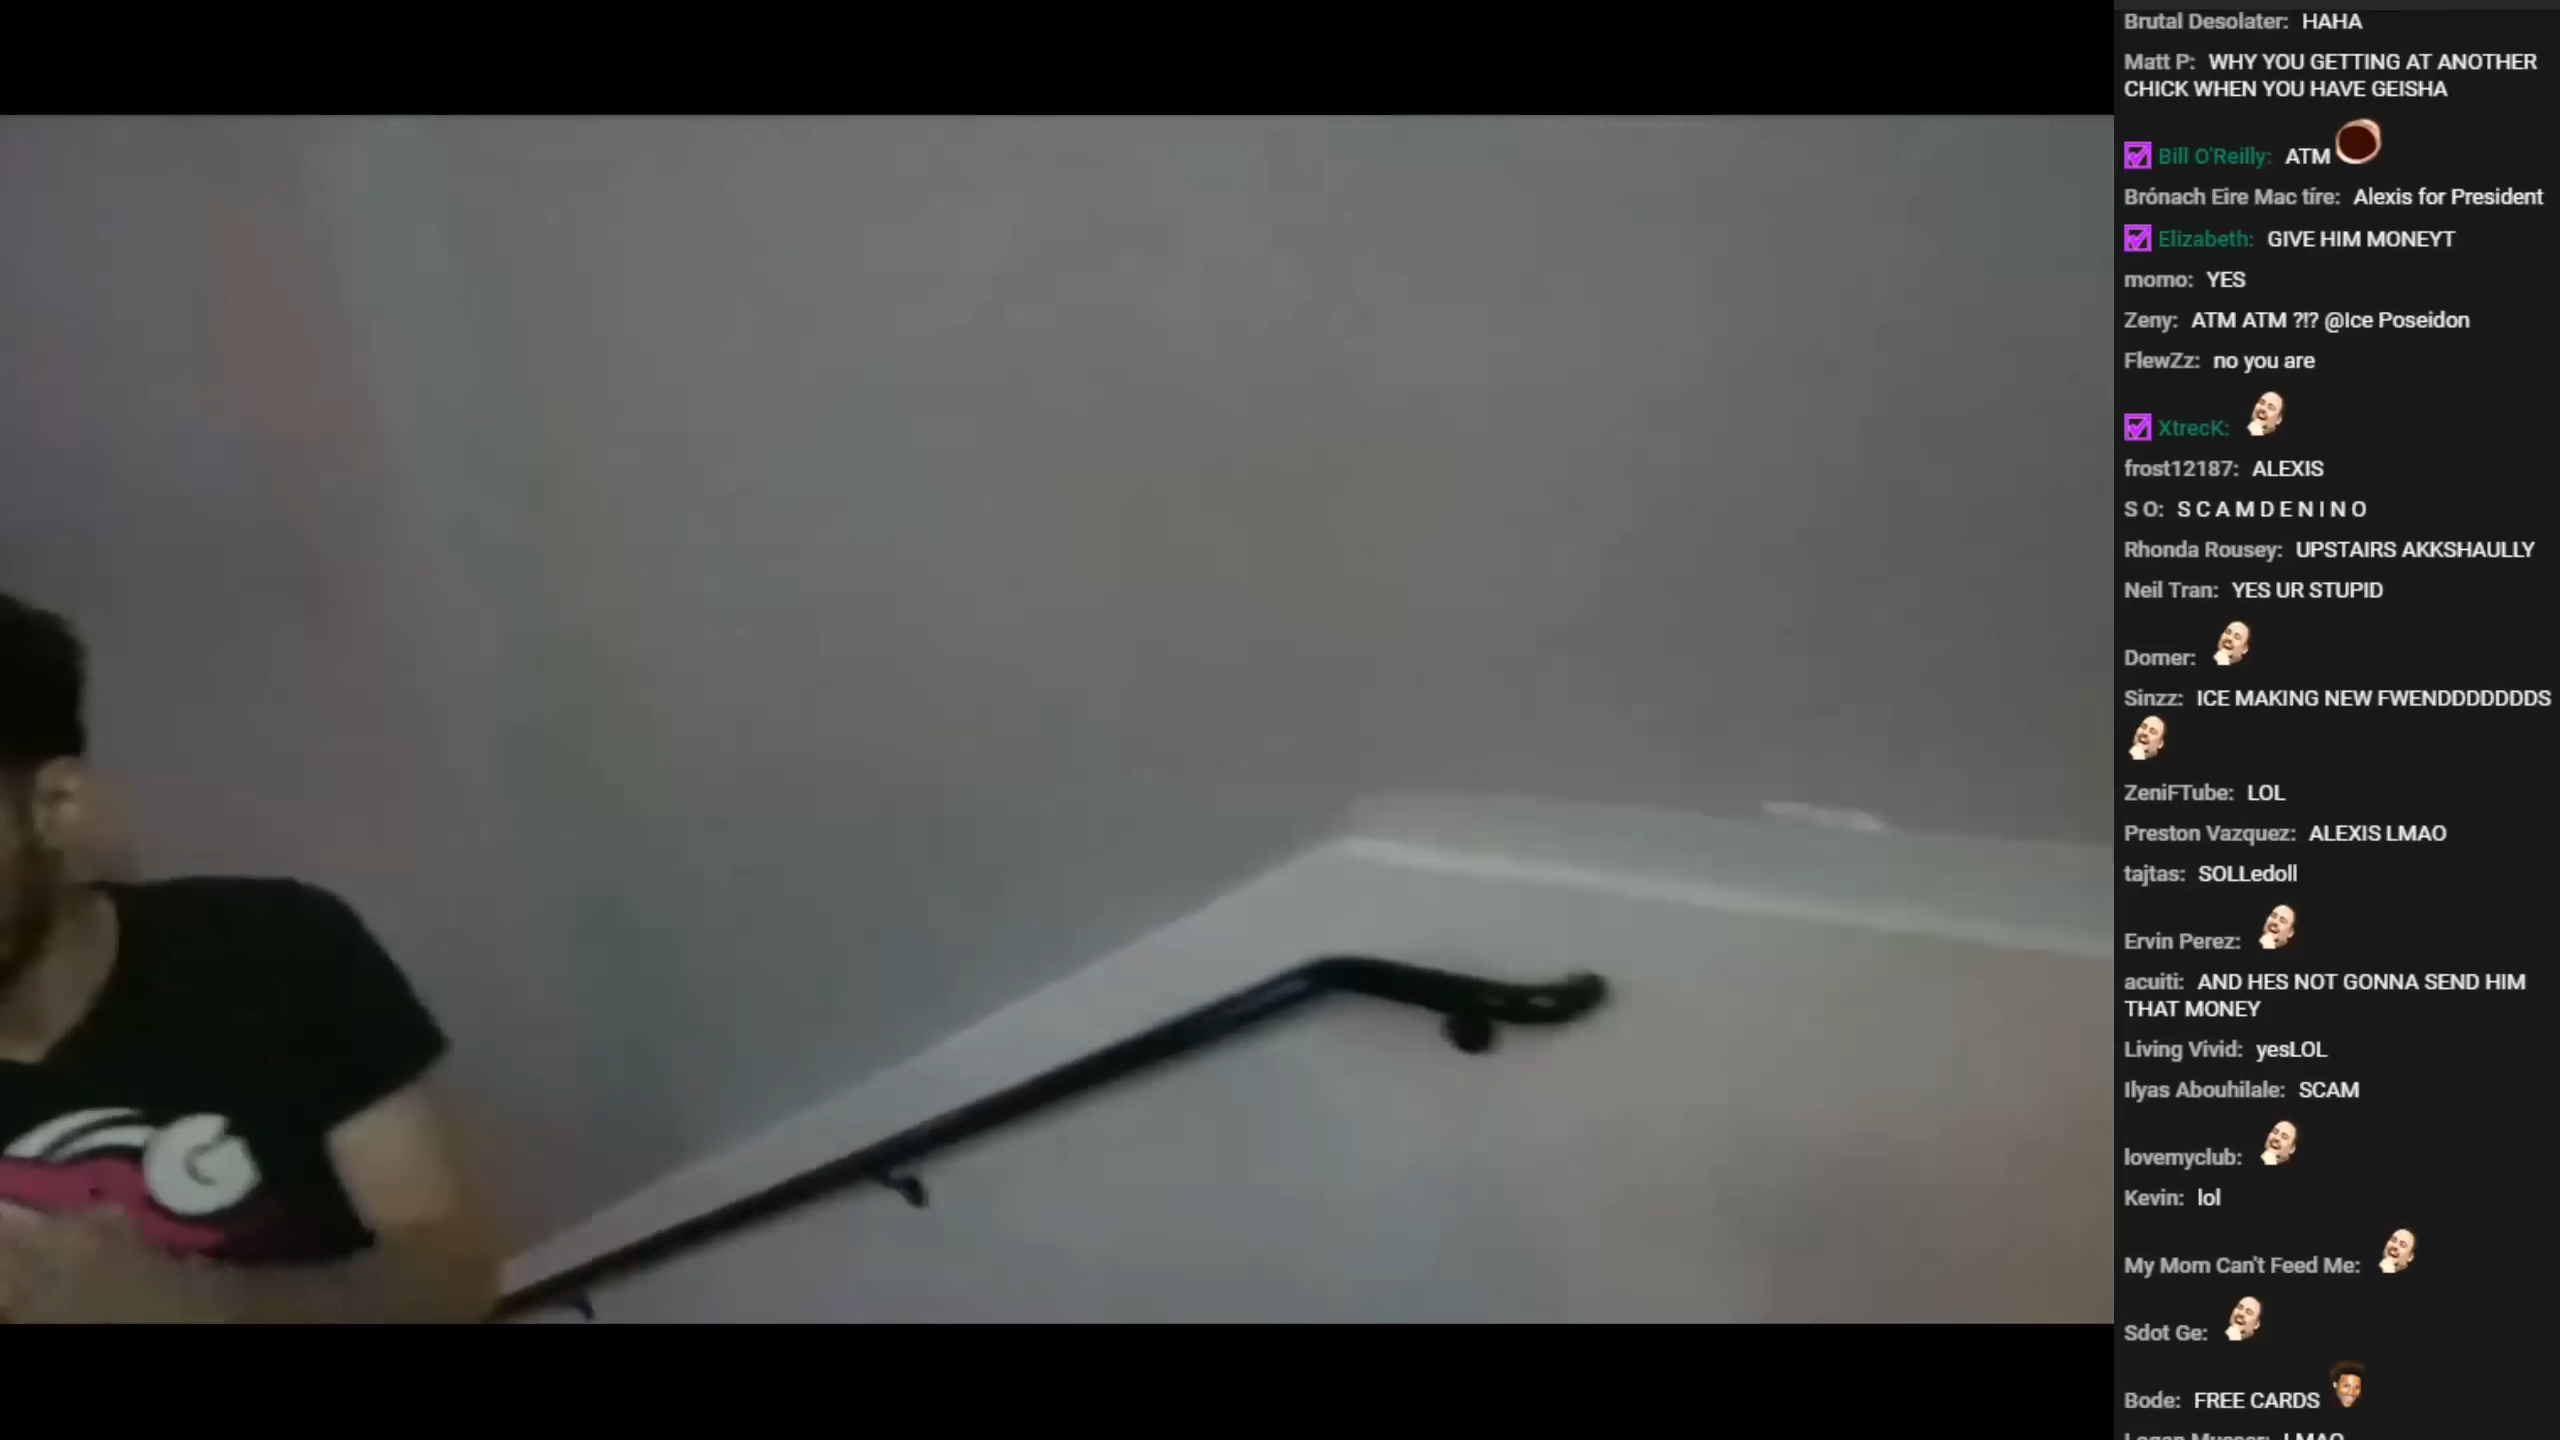 Brutal Desolater: HAHA
Matt P: WHY YOU GETTING AT ANOTHER
CHICK WHEN YOU HAVE GEISHA
Bill O'Reilly: ATM
Brónach Eire Mac tíre: Alexis for President
Elizabeth: GIVE HIM MONEYT
momo: YES
Zeny: ATM ATM ?!? @Ice Poseidon
FlewZz: no you are
XtrecK:
frost12187: ALEXIS
S O: S C A M D E N I N O
Rhonda Rousey: UPSTAIRS AKKSHAULLY
Neil Tran: YES UR STUPID
Domer:
Sinzz: ICE MAKING NEW FWENDDDDDDDS
ZeniFTube: LOL
Preston Vazquez: ALEXIS LMAO
tajtas: SOLLedoll
Ervin Perez:
acuiti: AND HES NOT GONNA SEND HIM
THAT MONEY
Living Vivid: yesLOL
Ilyas Abouhilale: SCAM
lovemyclub:
Kevin: lol
My Mom Can't Feed Me:
Sdot Ge:
Bode: FREE CARDS
G